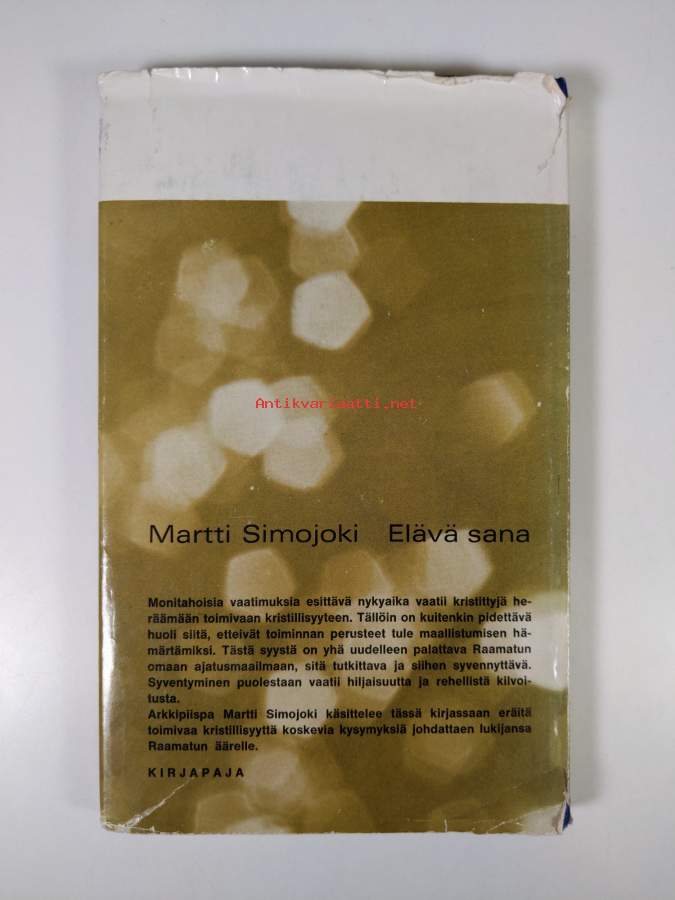 Antikvariaatti.net
Martti Simojoki Elävä sana
Monitahoisia vaatimuksia esittävä nykyaika vaatii kristittyjä he-
räämään toimivaan kristillisyyteen. Tällöin on kuitenkin pidettävä
huoli siitä, etteivät toiminnan perusteet tule maallistumisen hä-
märtämiksi. Tästä syystä on yhä uudelleen palattava Raamatun
omaan ajatusmaailmaan, sitä tutkittava ja siihen syvennyttävä.
Syventyminen puolestaan vaatii hiljaisuutta ja rehellistä kilvoi-
tusta.
Arkkipiispa Martti Simojoki käsittelee tässä kirjassaan eräitä
toimivaa kristillisyyttä koskevia kysymyksiä johdattaen lukijansa
Raamatun äärelle.
KIRJAPAJA